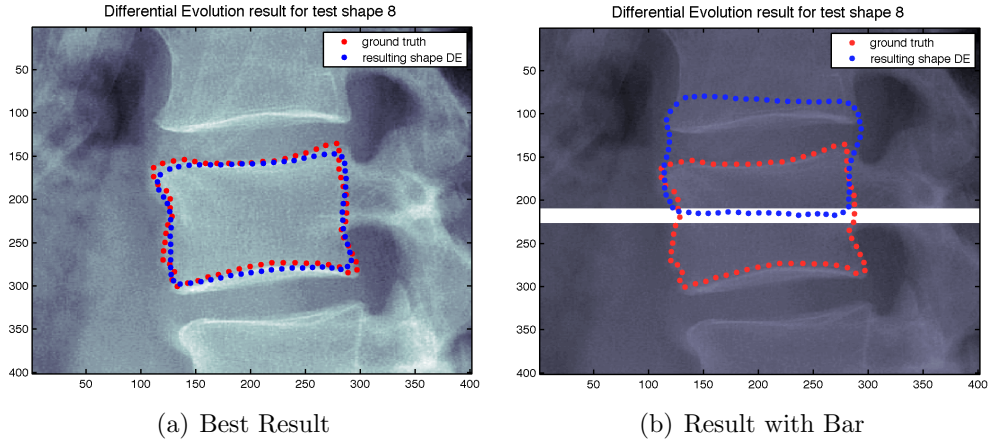 Differential Evolution result for test shape 8
ground truth
resulting shape DE
50
100
150
200
250
300
350
400
50 100 150 200 250 300 350 400
(a) Best Result
Differential Evolution result for test shape 8
ground truth
resulting shape DE
50
100
150
200
250
300
350
400
50 100 150 200 250 300 350 400
(b) Result with Bar